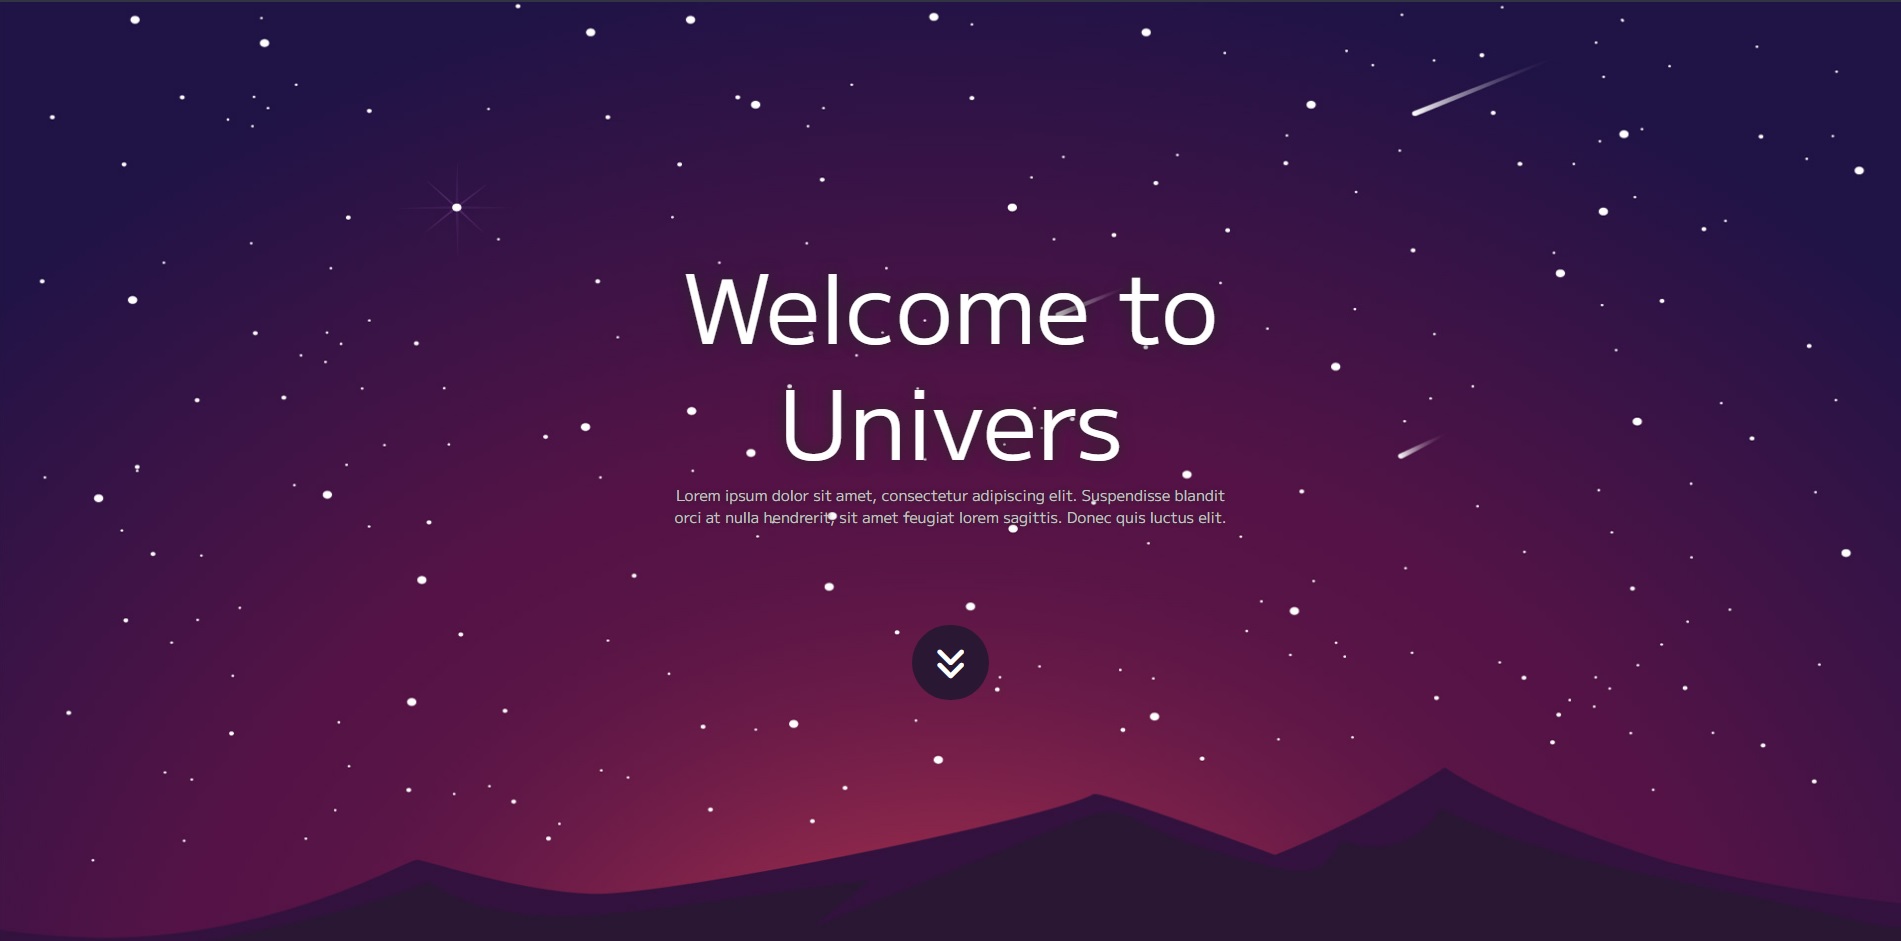 Welcome to
Univers
Lorem ipsum dolor sit amet, consectetur adipiscing elit. Suspendisse blandit
orci at nulla hendrerit, sit amet feugiat lorem sagittis. Donec quis luctus elit.